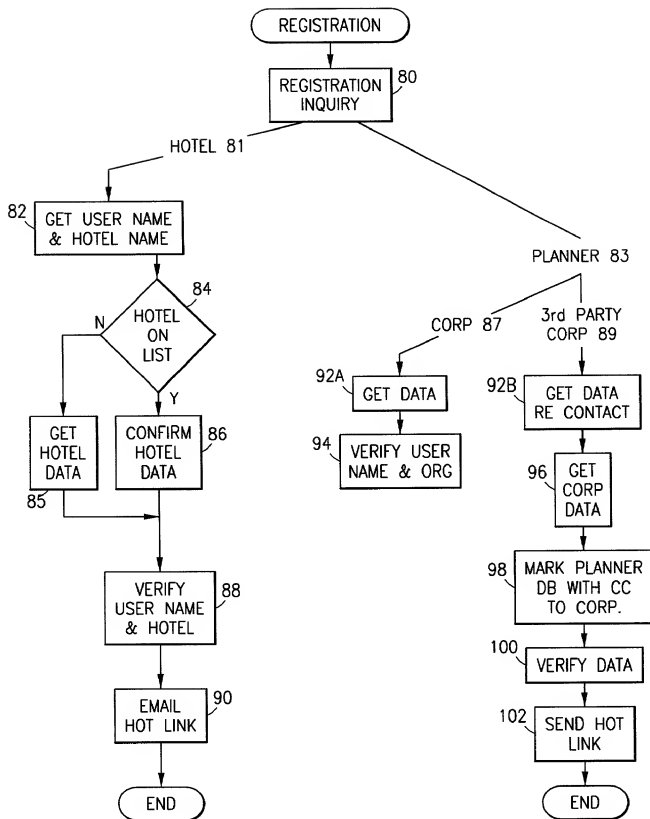 REGISTRATION
REGISTRATION
INQUIRY
80
HOTEL 81
82
GET USER NAME
& HOTEL NAME
84
HOTEL
ON
LIST
N
Y
GET
HOTEL
DATA
85
CONFIRM
HOTEL
DATA
86
VERIFY
USER NAME
& HOTEL
88
EMAIL
HOT LINK
90
END
PLANNER 83
CORP 87
3rd PARTY
CORP 89
92A
GET DATA
94
VERIFY USER
NAME & ORG
92B
GET DATA
RE CONTACT
96
GET
CORP
DATA
98
MARK PLANNER
DB WITH CC
TO CORP.
100
VERIFY DATA
102
SEND HOT
LINK
END